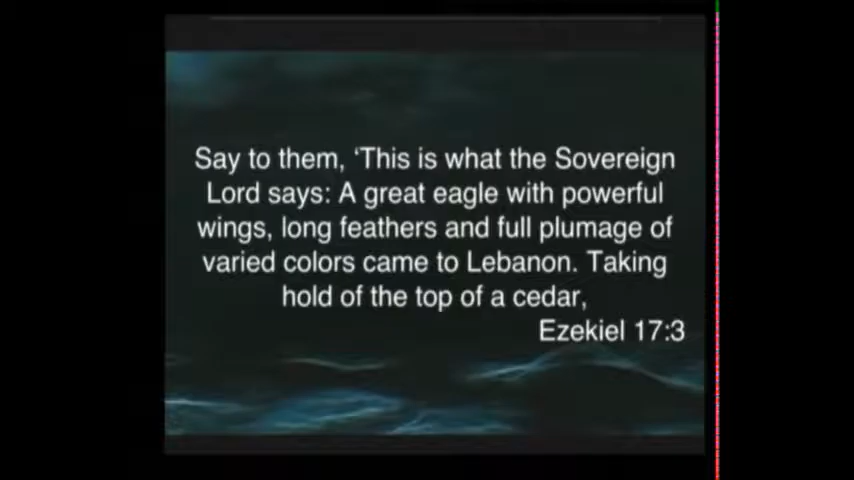 Say to them, ‘This is what the Sovereign
Lord says: A great eagle with powerful
wings, long feathers and full plumage of
varied colors came to Lebanon. Taking
hold of the top of a cedar,
Ezekiel 17:3